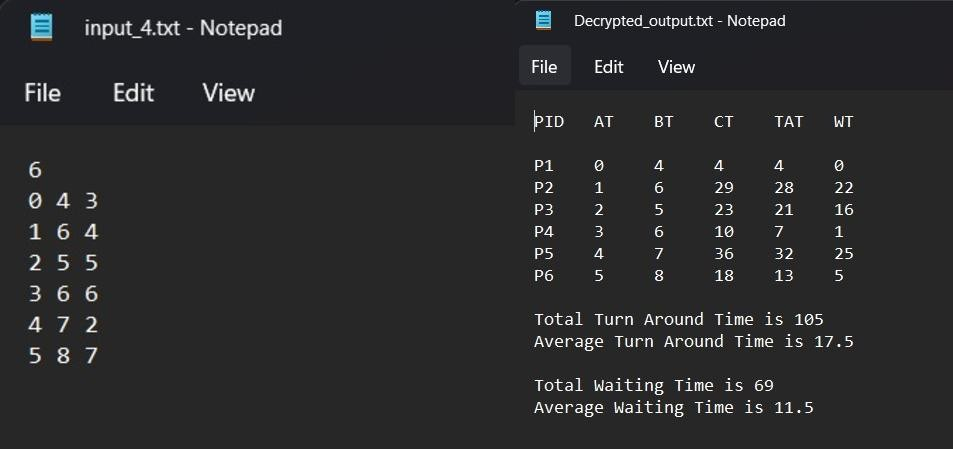 input_4.txt - Notepad
File Edit View
6
0 4 3
1 6 4
2 5 5
3 6 6
4 7 2
5 8 7
Decrypted_output.txt - Notepad
File Edit View
PID AT BT CT TAT WT
P1 0 4 4 4 0
P2 1 6 29 28 22
P3 2 5 23 21 16
P4 3 6 10 7 1
P5 4 7 36 32 25
P6 5 8 18 13 5
Total Turn Around Time is 105
Average Turn Around Time is 17.5
Total Waiting Time is 69
Average Waiting Time is 11.5